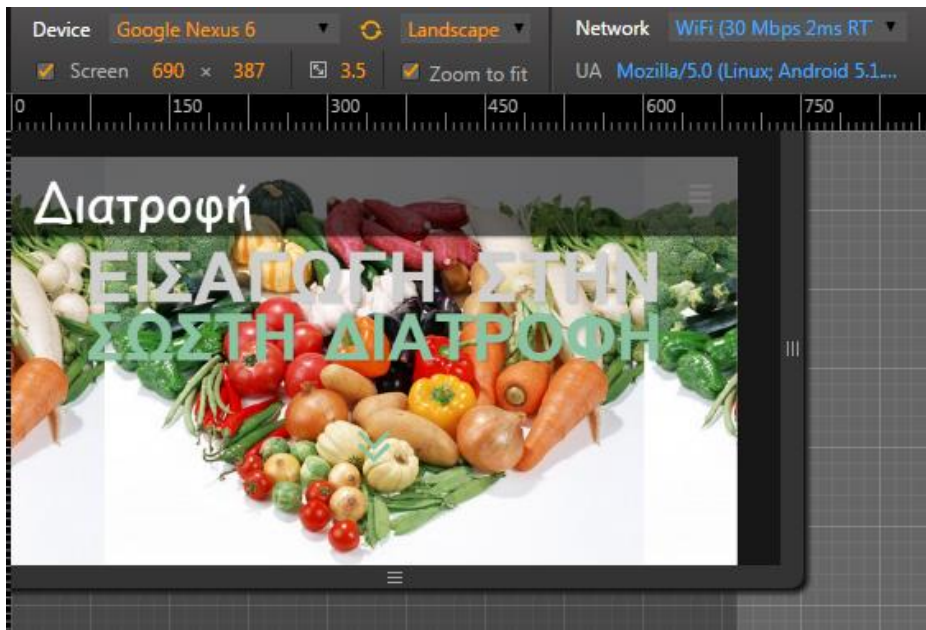 Device Google Nexus 6 Landscape Network WiFi (30 Mbps 2ms RT
Screen 690 × 387 3.5 Zoom to fit UA Mozilla/5.0 (Linux; Android 5.1....
0 150 300 450 600 750
Διατροφή
ΕΙΣΑΓΩΓΗ ΣΤΗΝ
ΣΩΣΤΗ ΔΙΑΤΡΟΦΗ